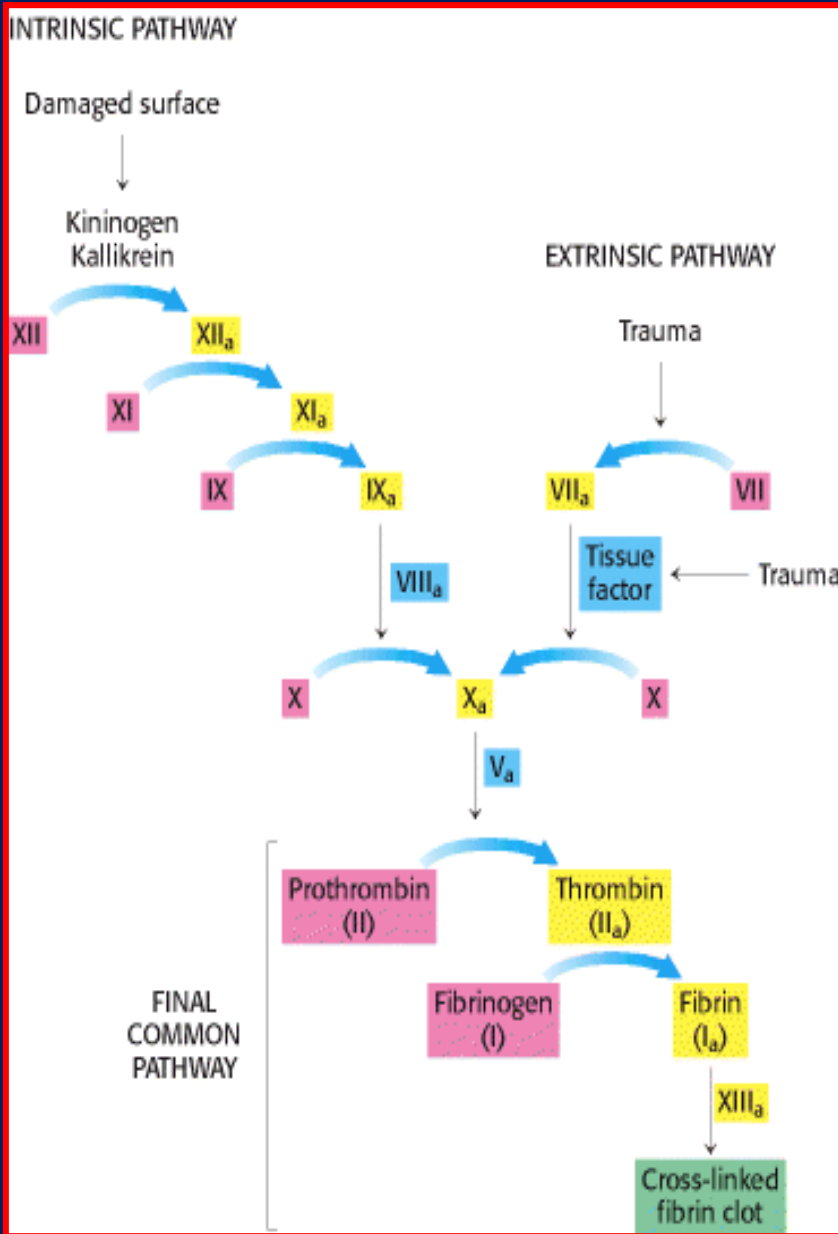 INTRINSIC PATHWAY
Damaged surface
Kininogen
Kallikrein
EXTRINSIC PATHWAY
Trauma
XII
XIIₐ
XI
XIₐ
IX
IXₐ
VIIₐ
VII
VIIIₐ
Tissue
factor
Trauma
X
Xₐ
X
Vₐ
Prothrombin
(II)
Thrombin
(IIₐ)
Fibrinogen
(I)
Fibrin
(Iₐ)
FINAL
COMMON
PATHWAY
XIIIₐ
Cross-linked
fibrin clot